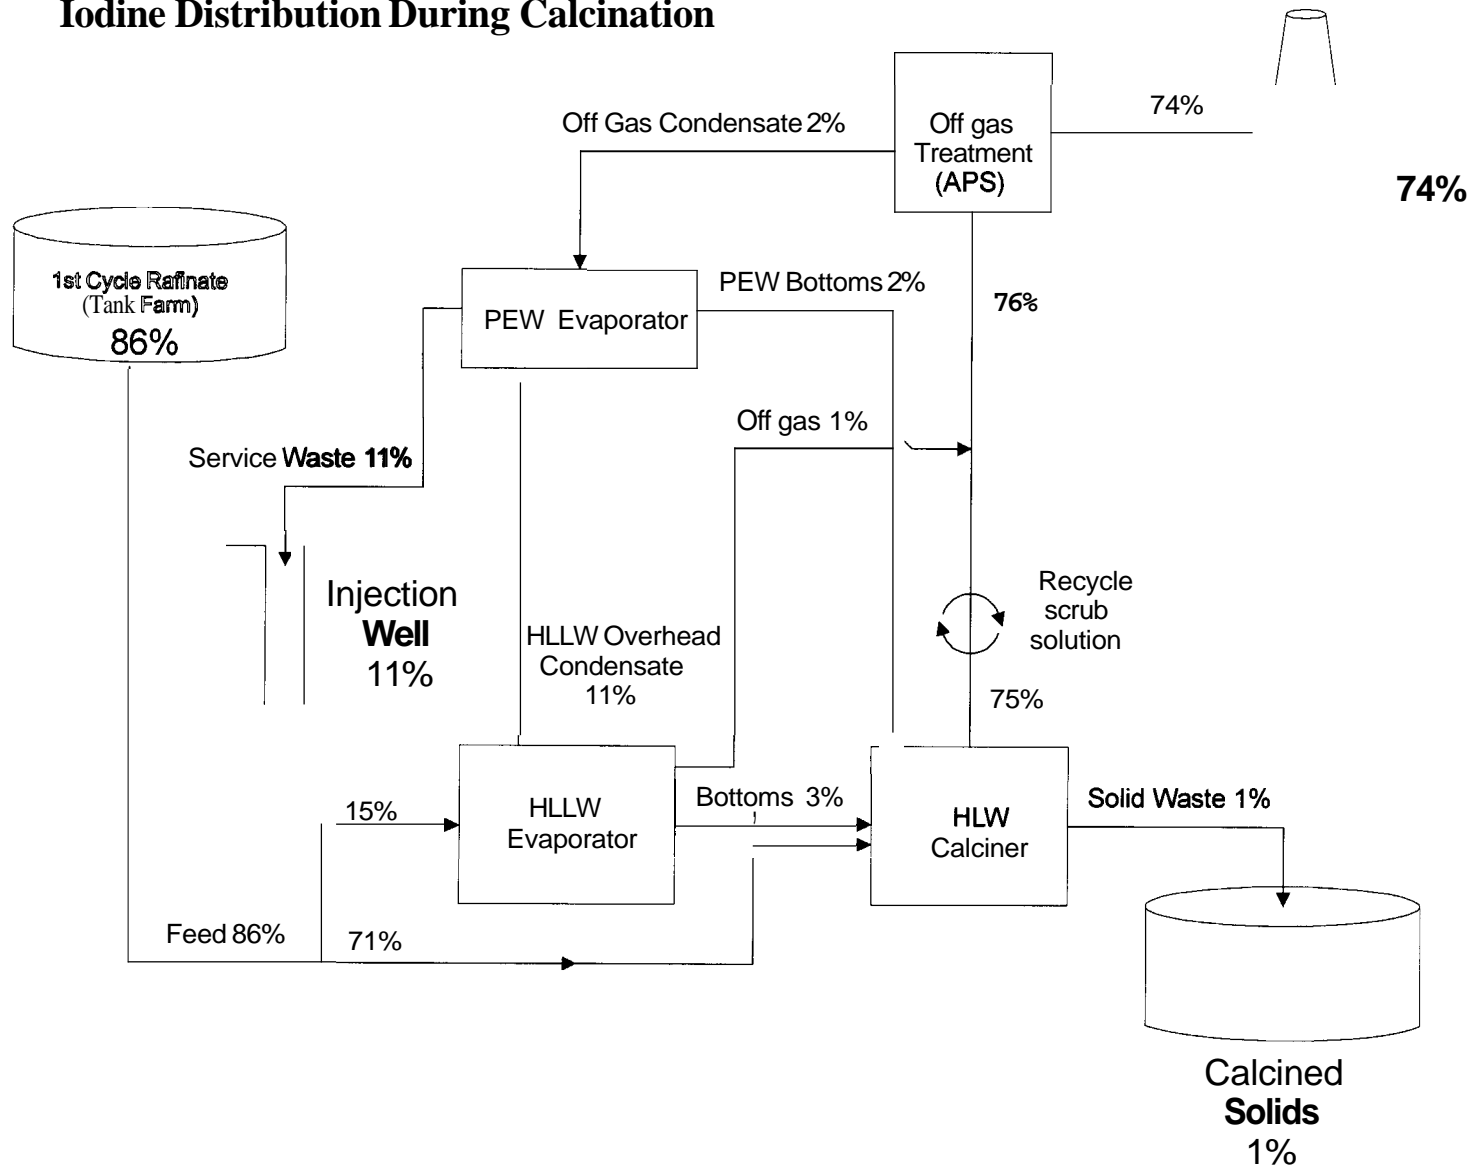 Iodine Distribution During Calcination
74%
Off Gas Condensate 2%
Off gas
Treatment
(APS)
74%
1st Cycle Raffinate
(Tank Farm)
86%
PEW Bottoms 2%
76%
PEW Evaporator
Off gas 1%
Service Waste 11%
Injection
Well
11%
Recycle
scrub
solution
HLLW Overhead
Condensate
11%
75%
15%
HLLW
Evaporator
Bottoms 3%
HLW
Calciner
Solid Waste 1%
Feed 86%
71%
Calcined
Solids
1%